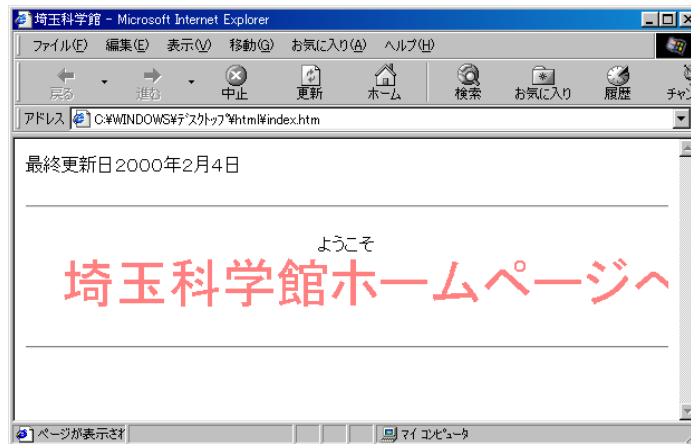 埼玉科学館 - Microsoft Internet Explorer
ファイル(F) 編集(E) 表示(V) 移動(G) お気に入り(A) ヘルプ(H)
戻る 進む 中止 更新 ホーム 検索 お気に入り 履歴 チャン
アドレス C:¥WINDOWS¥ﾃﾞｽｸﾄｯﾌﾟ¥html¥index.htm
最終更新日２０００年２月４日
ようこそ
埼玉科学館ホームページへ
ページが表示され マイ ｺﾝﾋﾟｭｰﾀ